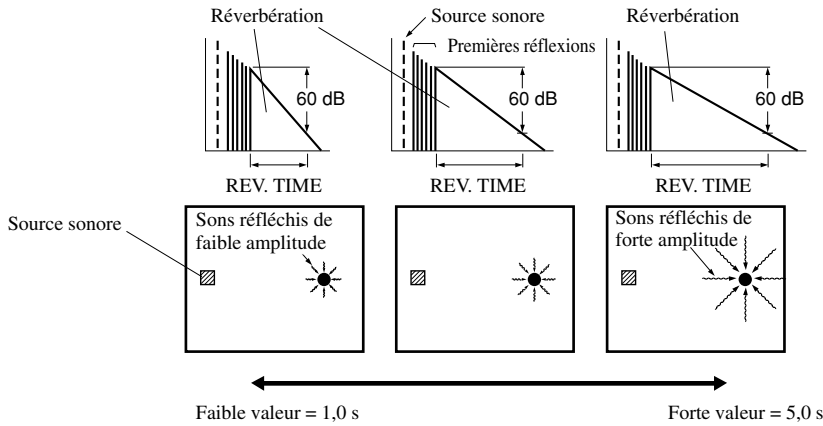 Réverbération
Source sonore
Réverbération
Premières réflexions
60 dB
60 dB
60 dB
REV. TIME
REV. TIME
REV. TIME
Source sonore
Sons réfléchis de
faible amplitude
Sons réfléchis de
forte amplitude
Faible valeur = 1,0 s
Forte valeur = 5,0 s